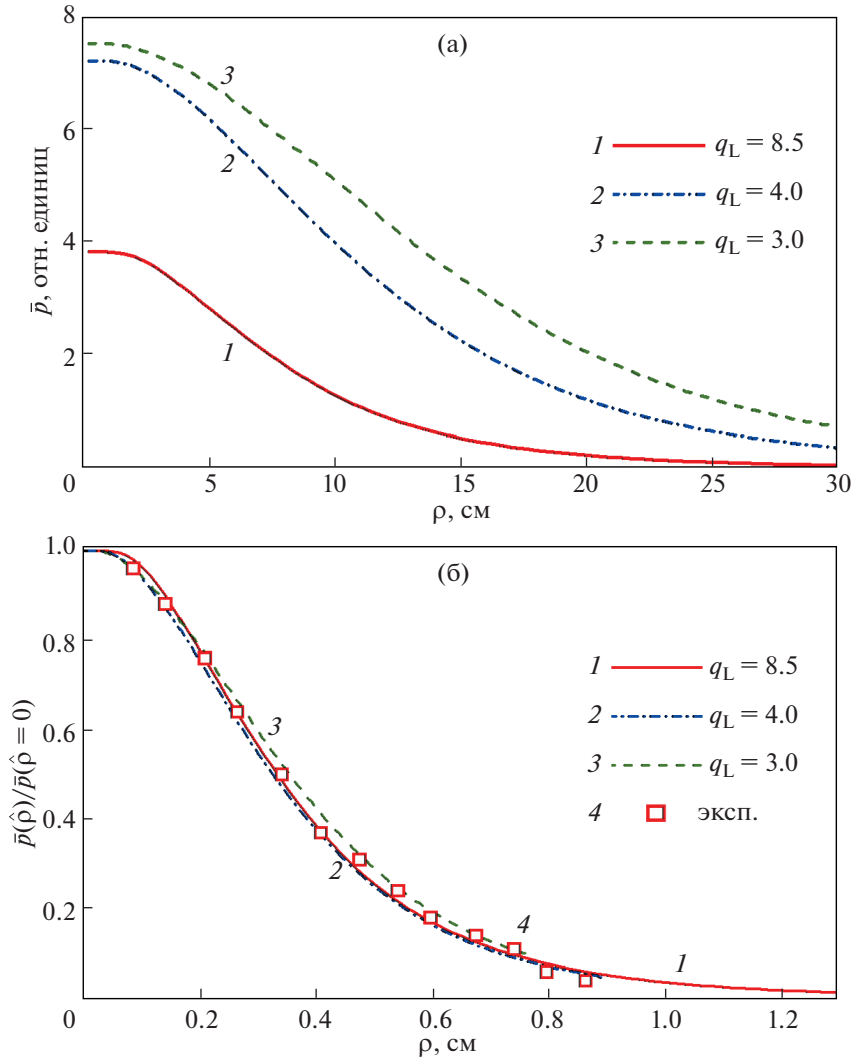 8
(а)
3
1 q_L = 8.5
6
2
2 q_L = 4.0
3 q_L = 3.0
p̄, отн. единиц
4
1
2
0
5
10
15
20
25
30
ρ, см
1.0
(б)
0.8
1 q_L = 8.5
2 q_L = 4.0
3
0.6
3 q_L = 3.0
p̄(ρ̂)/p̄(ρ̂ = 0)
4 эксп.
0.4
2
0.2
4
1
0
0.2
0.4
0.6
0.8
1.0
1.2
ρ, см